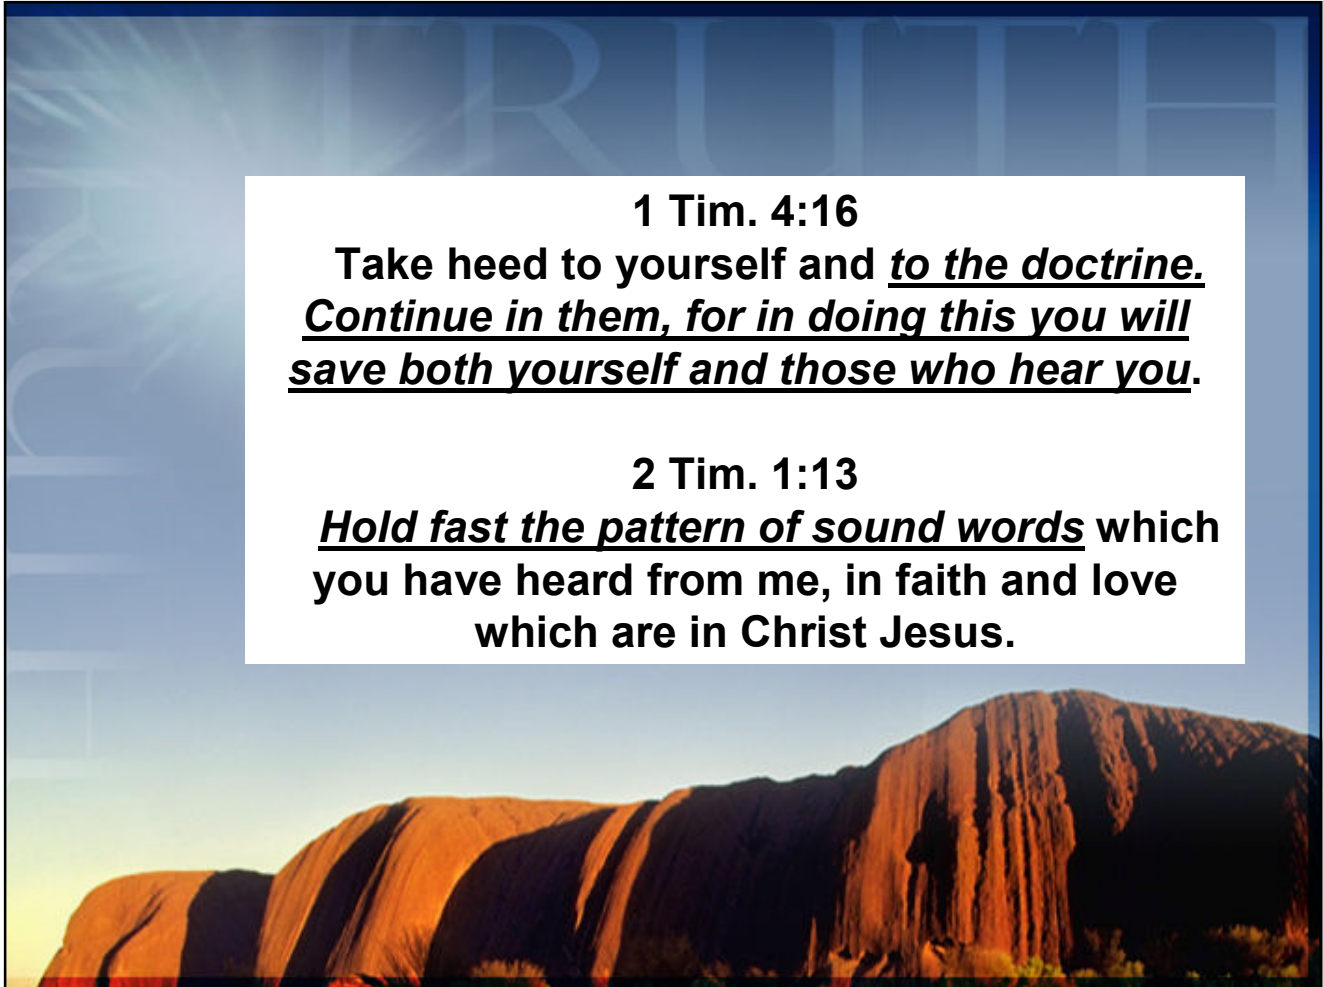 TRUTH
1 Tim. 4:16
Take heed to yourself and to the doctrine.
Continue in them, for in doing this you will
save both yourself and those who hear you.
2 Tim. 1:13
Hold fast the pattern of sound words which
you have heard from me, in faith and love
which are in Christ Jesus.